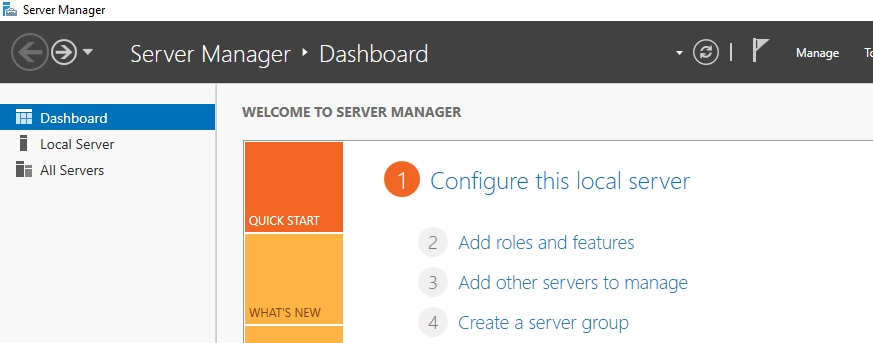 Server Manager
Server Manager ‣ Dashboard
Manage
Dashboard
Local Server
All Servers
WELCOME TO SERVER MANAGER
QUICK START
WHAT'S NEW
1 Configure this local server
2 Add roles and features
3 Add other servers to manage
4 Create a server group